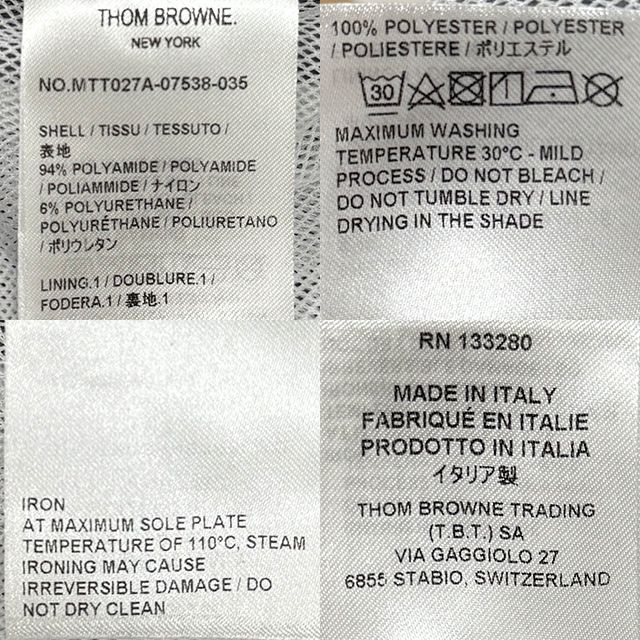 THOM BROWNE.
NEW YORK
NO.MTT027A-07538-035
SHELL / TISSU / TESSUTO /
表地
94% POLYAMIDE / POLYAMIDE
/ POLIAMMIDE / ナイロン
6% POLYURETHANE /
POLYURÉTHANE / POLIURETANO
/ ポリウレタン
LINING.1 / DOUBLURE.1 /
FODERA.1 / 裏地.1
100% POLYESTER / POLYESTER
/ POLIESTERE / ポリエステル
30
MAXIMUM WASHING
TEMPERATURE 30°C - MILD
PROCESS / DO NOT BLEACH /
DO NOT TUMBLE DRY / LINE
DRYING IN THE SHADE
IRON
AT MAXIMUM SOLE PLATE
TEMPERATURE OF 110°C, STEAM
IRONING MAY CAUSE
IRREVERSIBLE DAMAGE / DO
NOT DRY CLEAN
RN 133280
MADE IN ITALY
FABRIQUÉ EN ITALIE
PRODOTTO IN ITALIA
イタリア製
THOM BROWNE TRADING
(T.B.T.) SA
VIA GAGGIOLO 27
6855 STABIO, SWITZERLAND